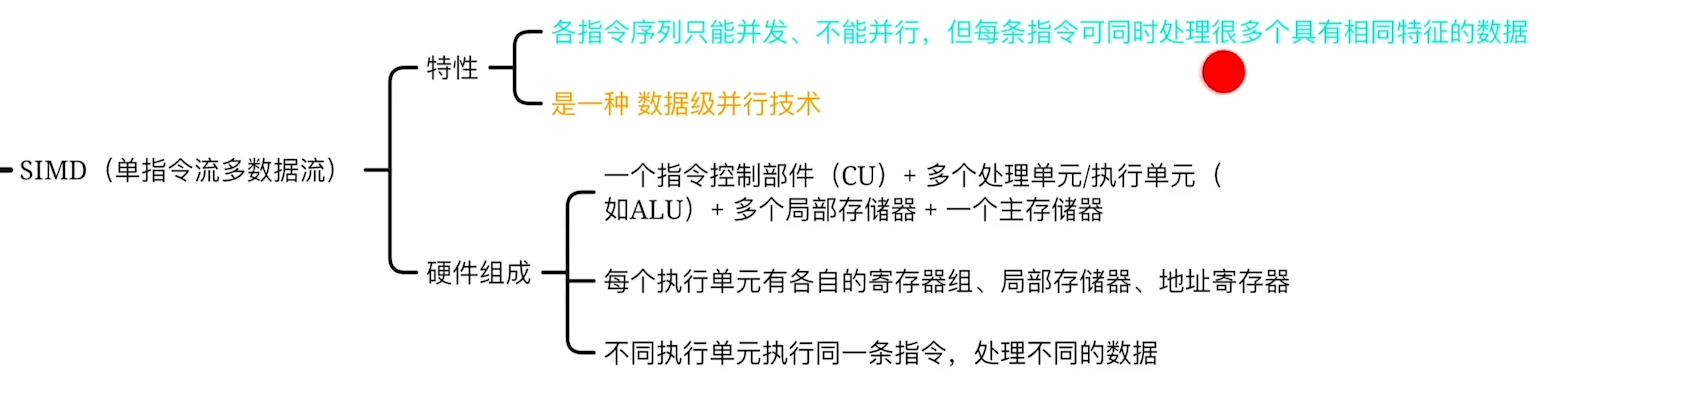 各指令序列只能并发、不能并行，但每条指令可同时处理很多个具有相同特征的数据
特性
是一种 数据级并行技术
SIMD（单指令流多数据流）
一个指令控制部件（CU）+ 多个处理单元/执行单元（
如ALU）+ 多个局部存储器 + 一个主存储器
硬件组成
每个执行单元有各自的寄存器组、局部存储器、地址寄存器
不同执行单元执行同一条指令，处理不同的数据